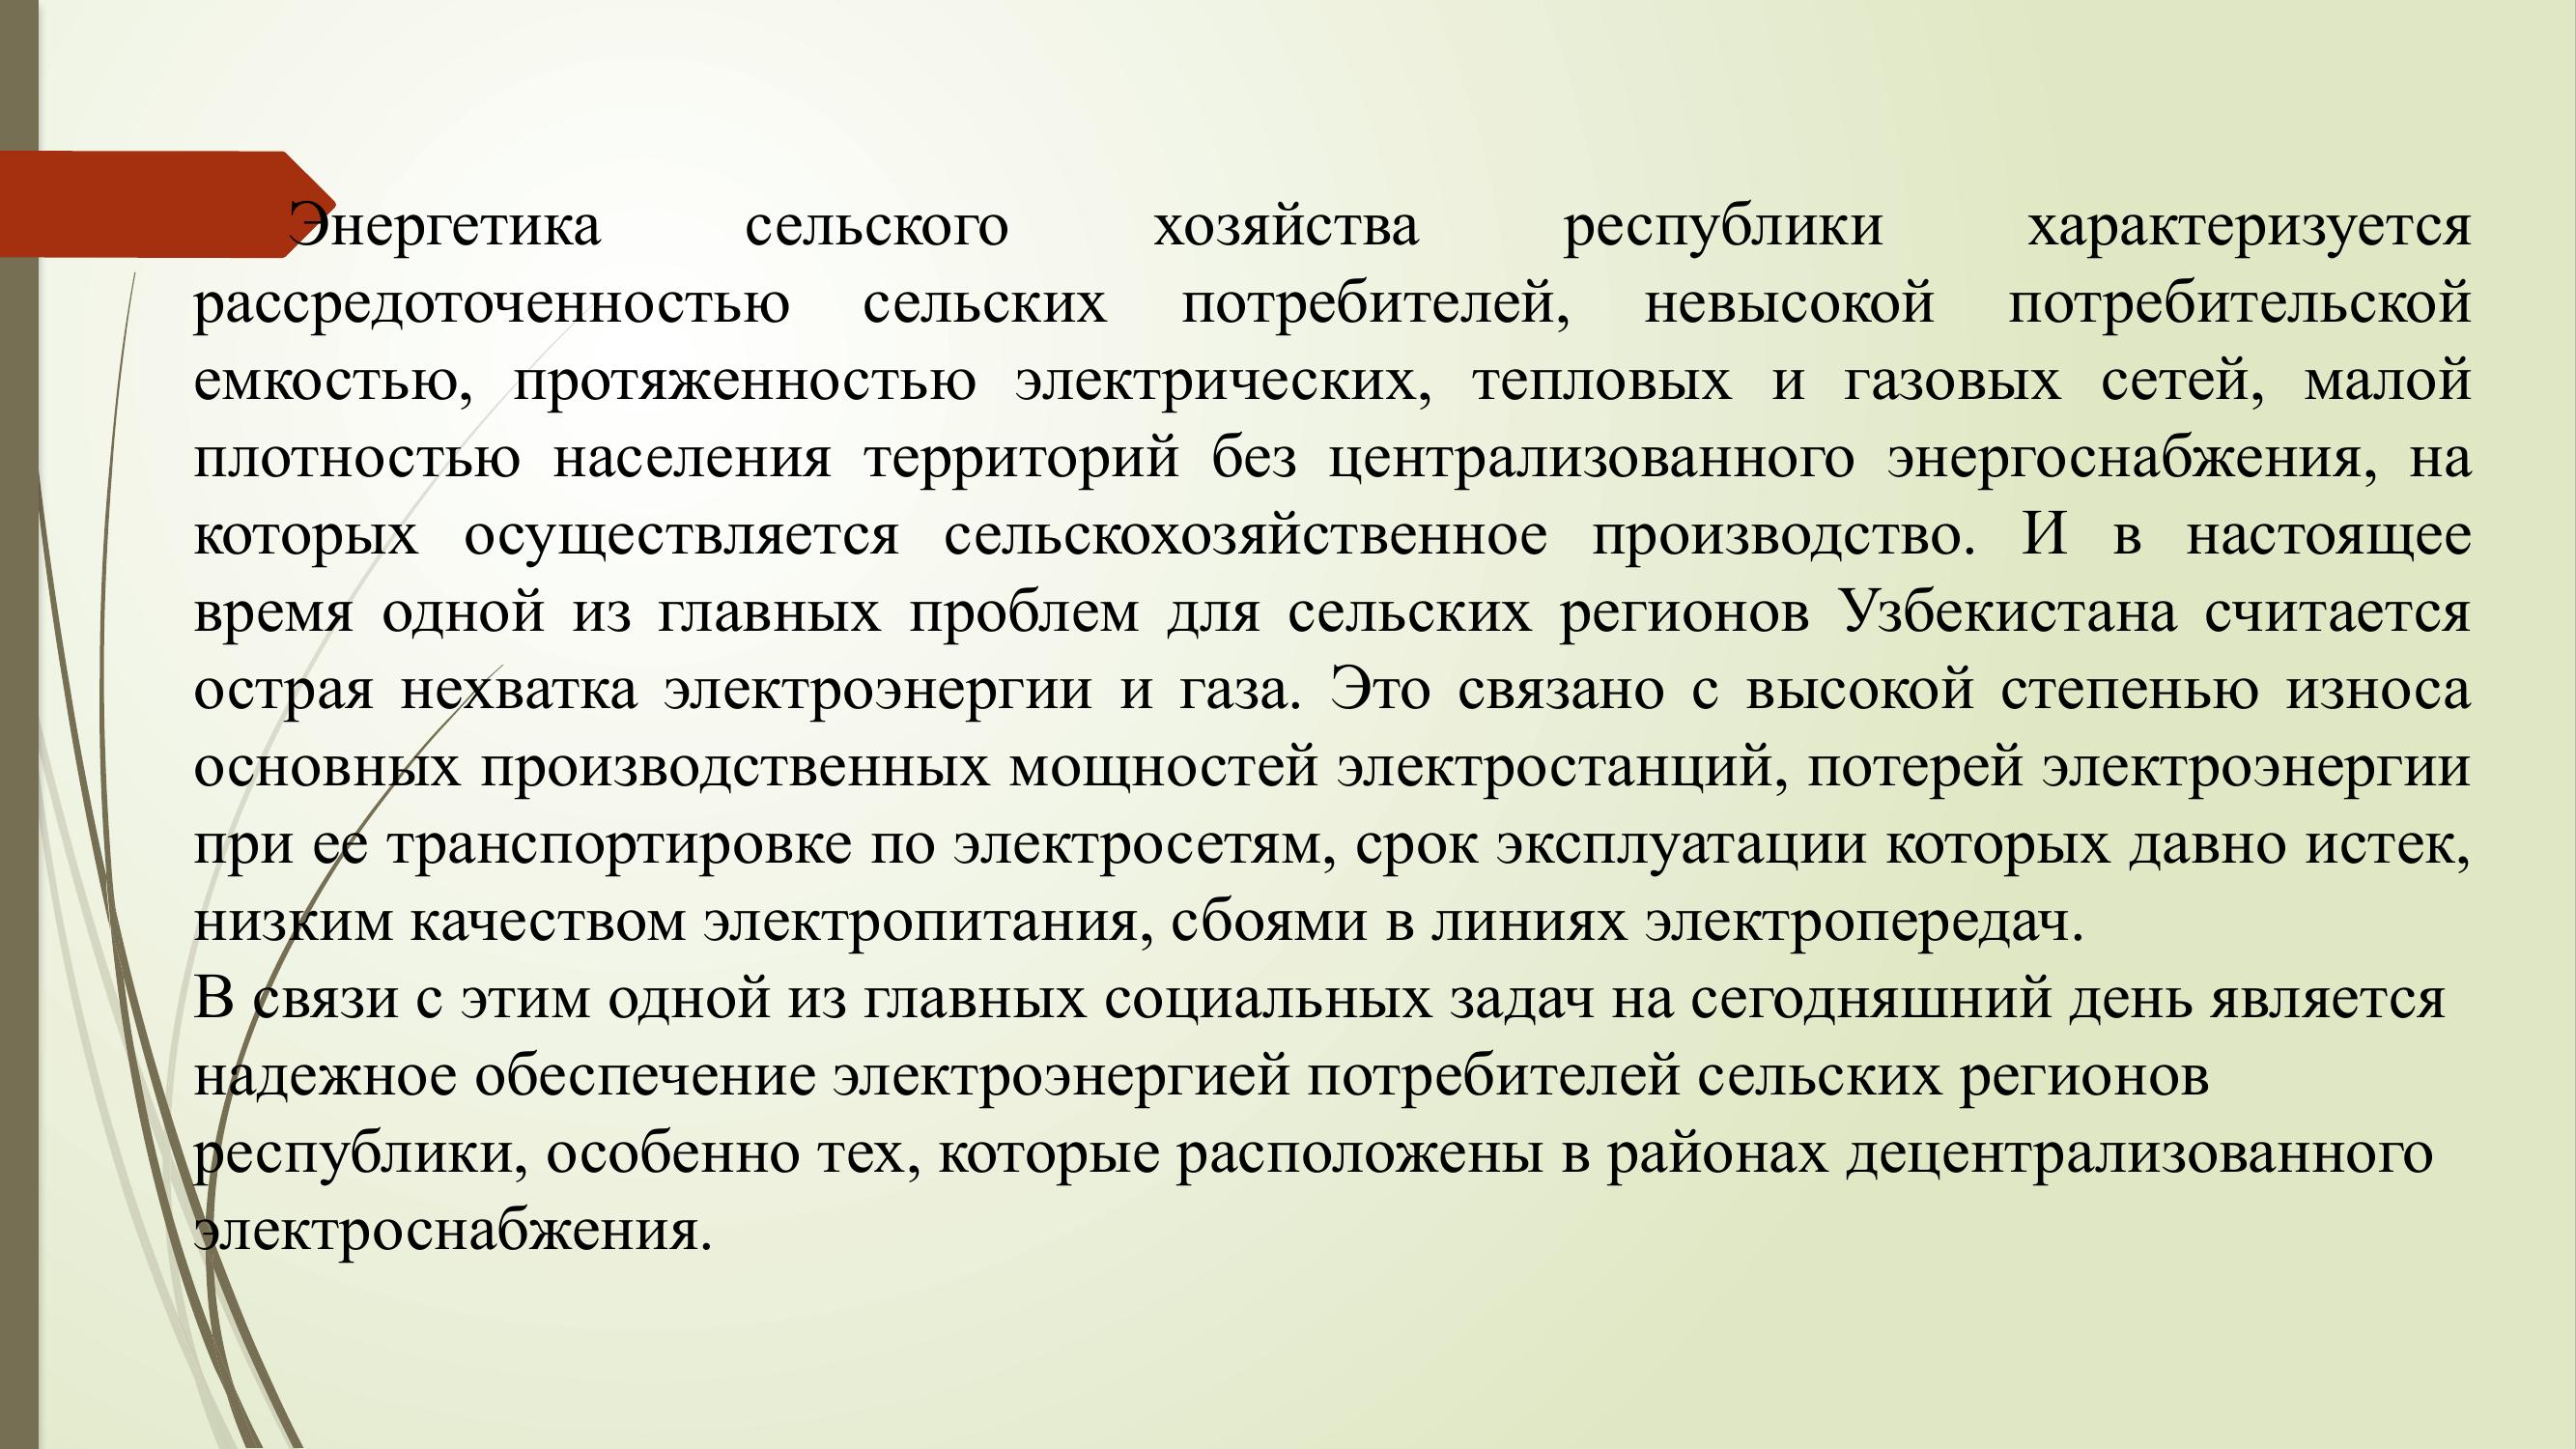 Энергетика сельского хозяйства республики характеризуется
рассредоточенностью сельских потребителей, невысокой потребительской
емкостью, протяженностью электрических, тепловых и газовых сетей, малой
плотностью населения территорий без централизованного энергоснабжения, на
которых осуществляется сельскохозяйственное производство. И в настоящее
время одной из главных проблем для сельских регионов Узбекистана считается
острая нехватка электроэнергии и газа. Это связано с высокой степенью износа
основных производственных мощностей электростанций, потерей электроэнергии
при ее транспортировке по электросетям, срок эксплуатации которых давно истек,
низким качеством электропитания, сбоями в линиях электропередач.
В связи с этим одной из главных социальных задач на сегодняшний день является
надежное обеспечение электроэнергией потребителей сельских регионов
республики, особенно тех, которые расположены в районах децентрализованного
электроснабжения.